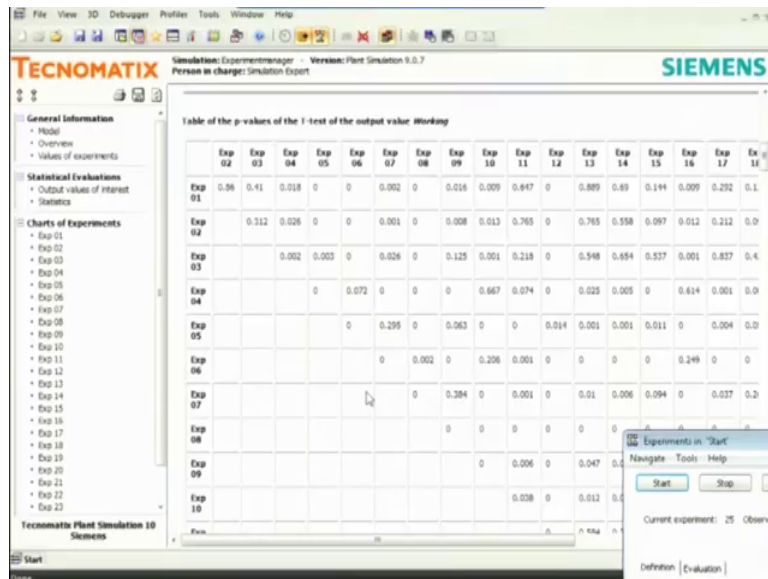 File View 3D Debugger Profiler Tools Window Help
TECNOMATIX
Simulation: Experimentmanager - Version: Plant Simulation 9.0.7
Person in charge: Simulation Expert
SIEMENS
General Information
Model
Overview
Values of experiments
Statistical Evaluations
Output values of interest
Statistics
Charts of Experiments
Exp 01
Exp 02
Exp 03
Exp 04
Exp 05
Exp 06
Exp 07
Exp 08
Exp 09
Exp 10
Exp 11
Exp 12
Exp 13
Exp 14
Exp 15
Exp 16
Exp 17
Exp 18
Exp 19
Exp 20
Exp 21
Exp 22
Exp 23
Tecnomatix Plant Simulation 10
Siemens
Table of the p-values of the T-test of the output value Working
Exp 02 Exp 03 Exp 04 Exp 05 Exp 06 Exp 07 Exp 08 Exp 09 Exp 10 Exp 11 Exp 12 Exp 13 Exp 14 Exp 15 Exp 16 Exp 17
Exp 01 0.86 0.41 0.018 0 0 0.002 0 0.016 0.009 0.647 0 0.889 0.69 0.144 0.009 0.292
Exp 02 0.312 0.026 0 0 0.001 0 0.008 0.013 0.765 0 0.765 0.558 0.097 0.012 0.212
Exp 03 0.002 0.003 0 0.026 0 0.125 0.001 0.218 0 0.548 0.654 0.537 0.001 0.837
Exp 04 0 0.072 0 0 0 0.667 0.074 0 0.025 0.005 0 0.614 0.001
Exp 05 0 0.295 0 0.063 0 0 0.014 0.001 0.001 0.011 0 0.004
Exp 06 0 0.002 0 0.206 0.001 0 0 0 0 0.249 0
Exp 07 0 0.384 0 0.001 0 0.01 0.006 0.094 0 0.037
Exp 08 0 0 0 0 0
Exp 09 0 0.006 0 0.047
Exp 10 0.038 0 0.012
Experiments in 'Start'
Navigate Tools Help
Start Stop
Current experiment: 25
Definition Evaluation
Start